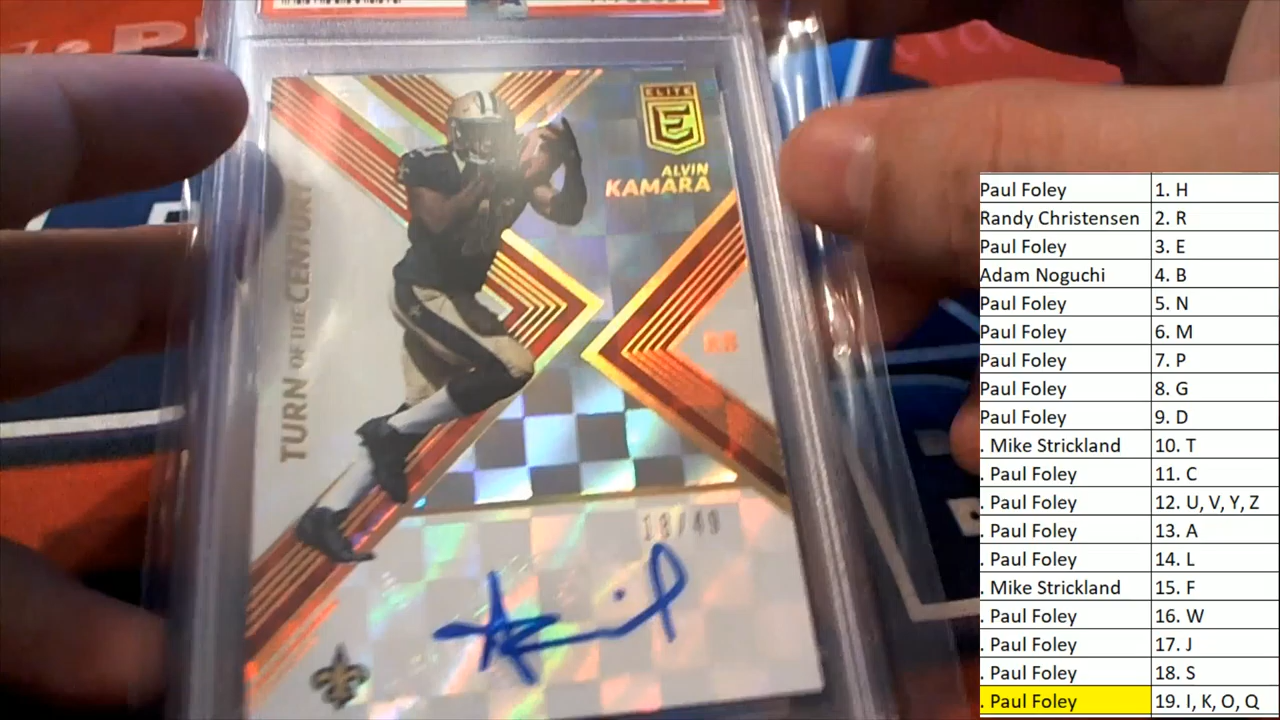 ELITE
E
ALVIN
KAMARA
TURN OF THE CENTURY
RB
18/49
Paul Foley 1. H
Randy Christensen 2. R
Paul Foley 3. E
Adam Noguchi 4. B
Paul Foley 5. N
Paul Foley 6. M
Paul Foley 7. P
Paul Foley 8. G
Paul Foley 9. D
. Mike Strickland 10. T
. Paul Foley 11. C
. Paul Foley 12. U, V, Y, Z
. Paul Foley 13. A
. Paul Foley 14. L
. Mike Strickland 15. F
. Paul Foley 16. W
. Paul Foley 17. J
. Paul Foley 18. S
. Paul Foley 19. I, K, O, Q